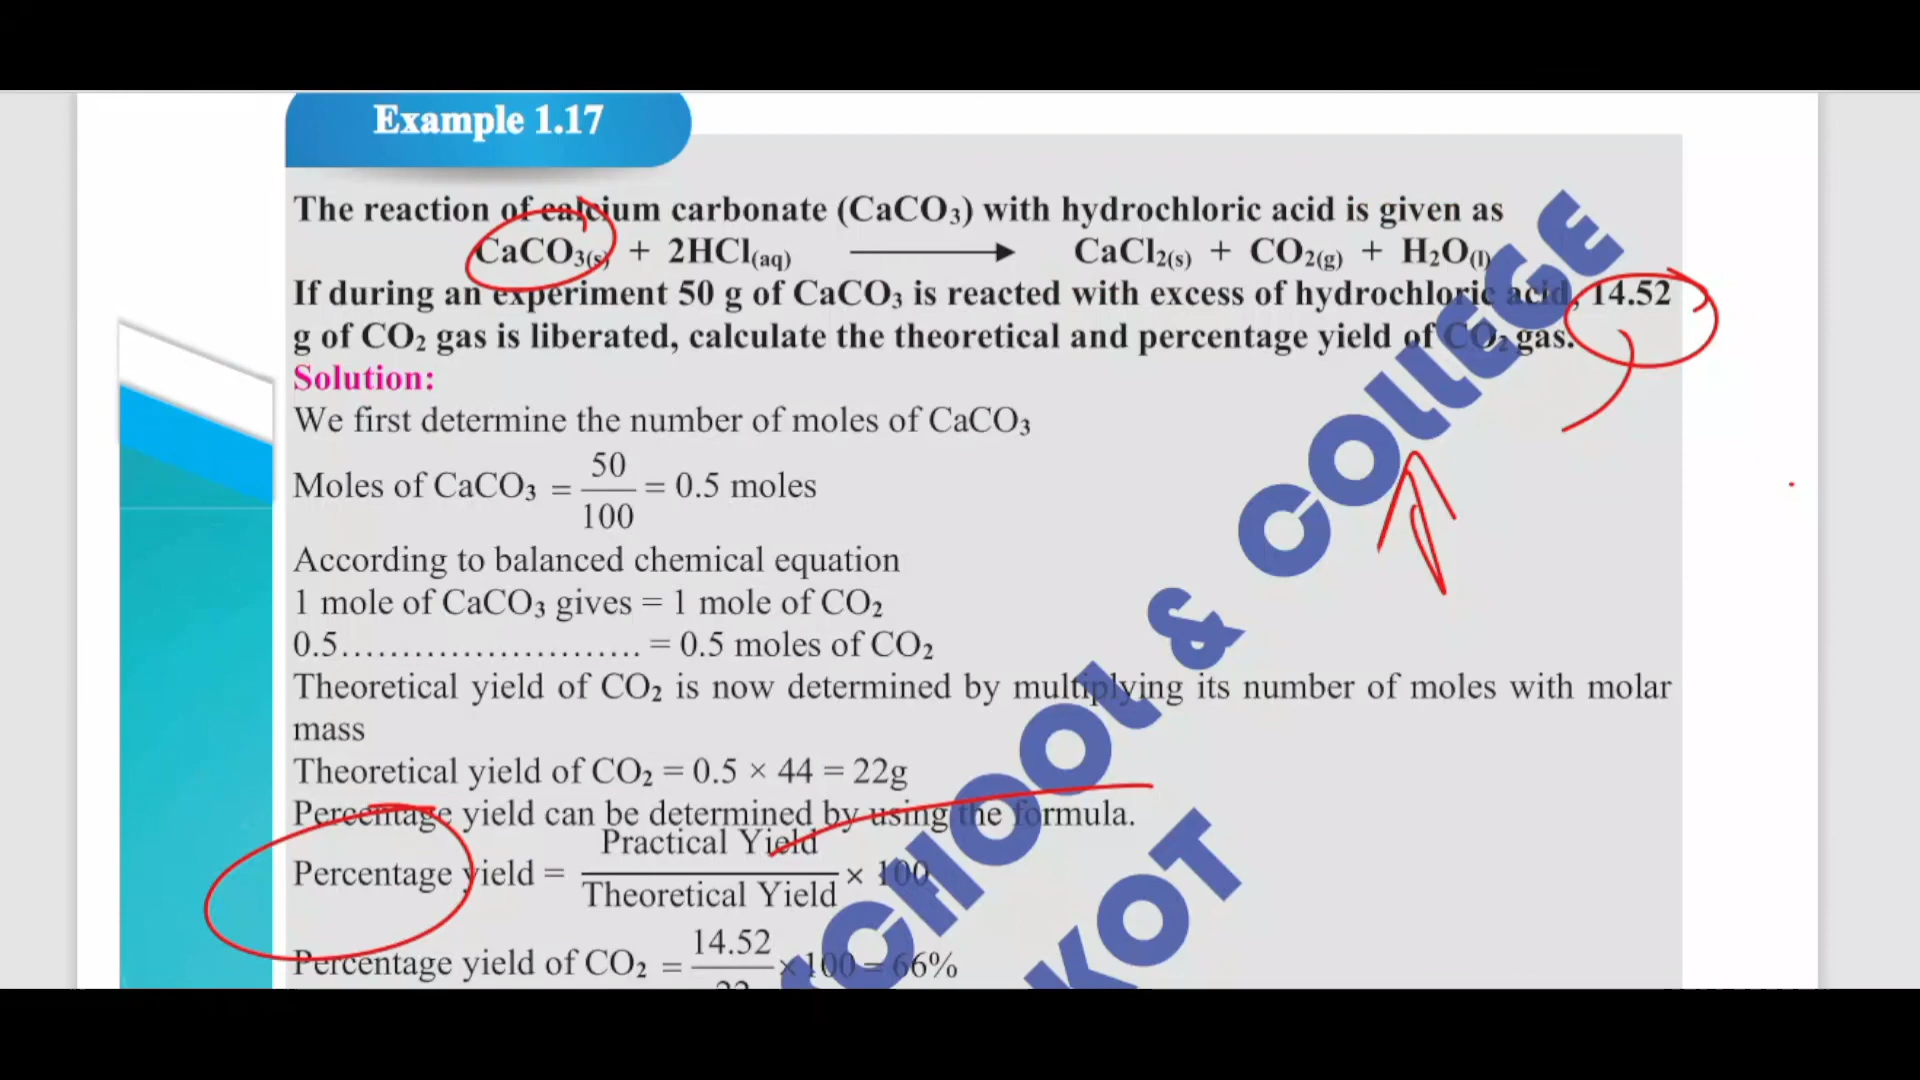 Example 1.17
The reaction of calcium carbonate (CaCO₃) with hydrochloric acid is given as
CaCO₃(s) + 2HCl(aq) ⟶ CaCl₂(s) + CO₂(g) + H₂O(l)
If during an experiment 50 g of CaCO₃ is reacted with excess of hydrochloric acid, 14.52
g of CO₂ gas is liberated, calculate the theoretical and percentage yield of CO₂ gas.
Solution:
We first determine the number of moles of CaCO₃
Moles of CaCO₃ = 50/100 = 0.5 moles
According to balanced chemical equation
1 mole of CaCO₃ gives = 1 mole of CO₂
0.5......................... = 0.5 moles of CO₂
Theoretical yield of CO₂ is now determined by multiplying its number of moles with molar
mass
Theoretical yield of CO₂ = 0.5 × 44 = 22g
Percentage yield can be determined by using the formula.
Percentage yield = Practical Yield/Theoretical Yield × 100
Percentage yield of CO₂ = 14.52/22 × 100 = 66%
SCHOOL & COLLEGE
KOT